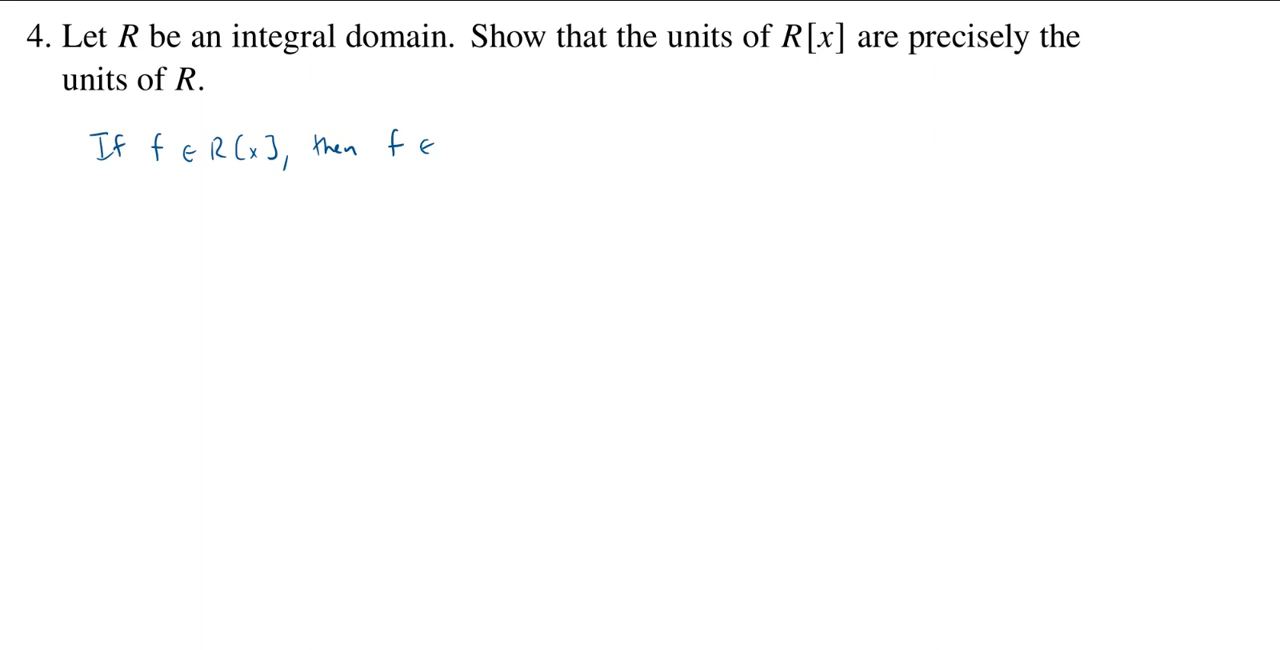 4. Let R be an integral domain. Show that the units of R[x] are precisely the
units of R.
If f ∈ R[x], then f ∈